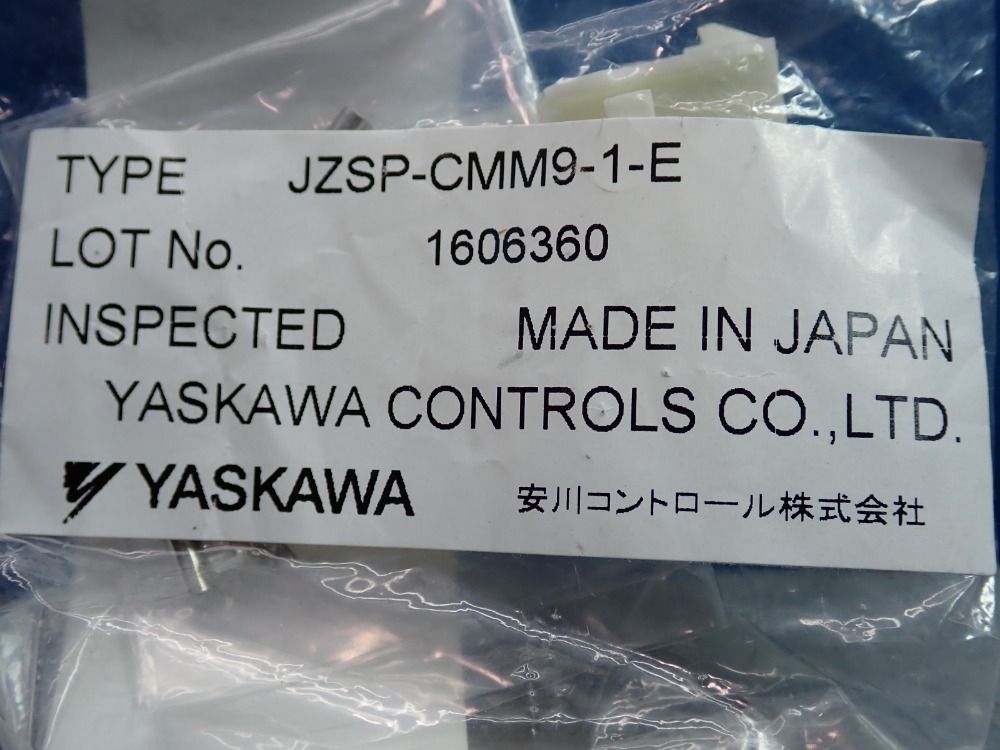 TYPE JZSP-CMM9-1-E
LOT No. 1606360
INSPECTED MADE IN JAPAN
YASKAWA CONTROLS CO.,LTD.
YASKAWA 安川コントロール株式会社